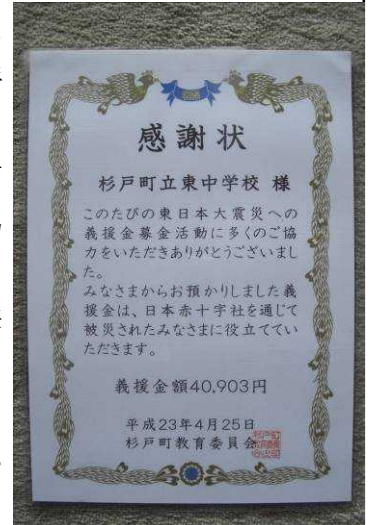 感謝状
杉戸町立東中学校 様
このたびの東日本大震災への
義援金募金活動に多くのご協
力をいただきありがとうございまし
た。
みなさまからお預かりしました義
援金は、日本赤十字社を通じて
被災されたみなさまに役立ててい
ただきます。
義援金額40,903円
平成23年4月25日
杉戸町教育委員会